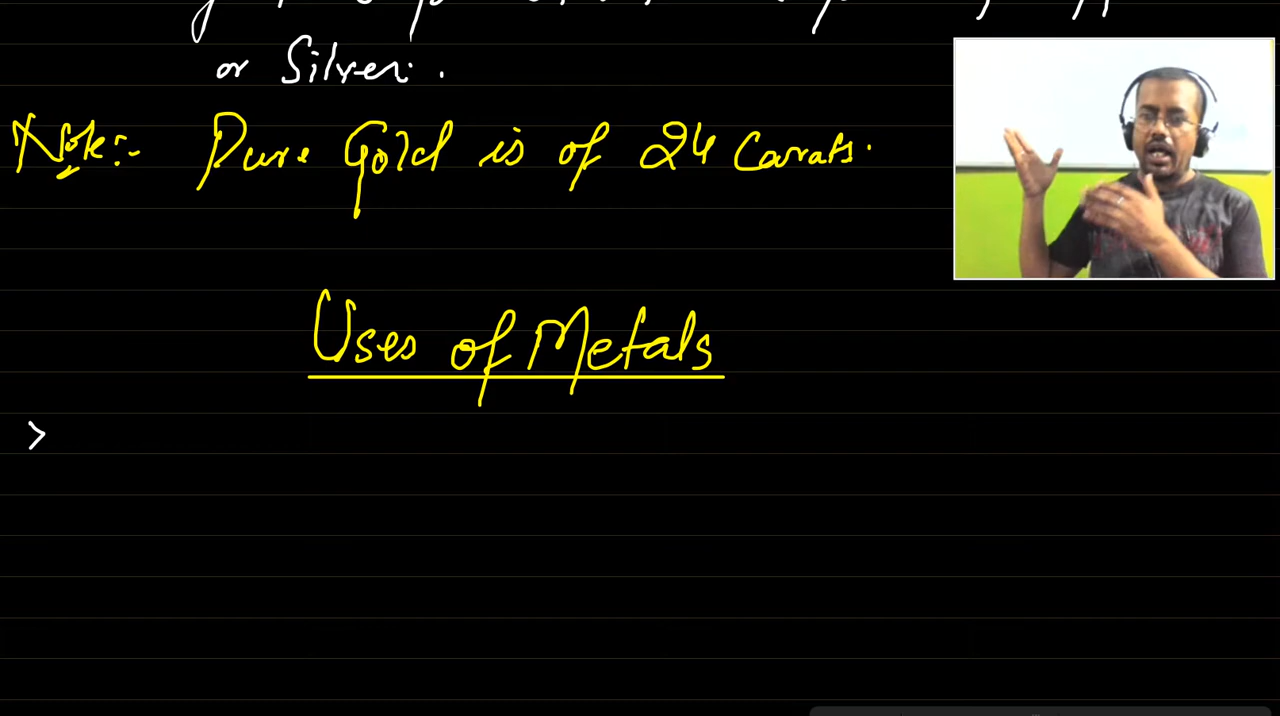 or Silver.
Note:- Pure Gold is of 24 Carats.
Uses of Metals